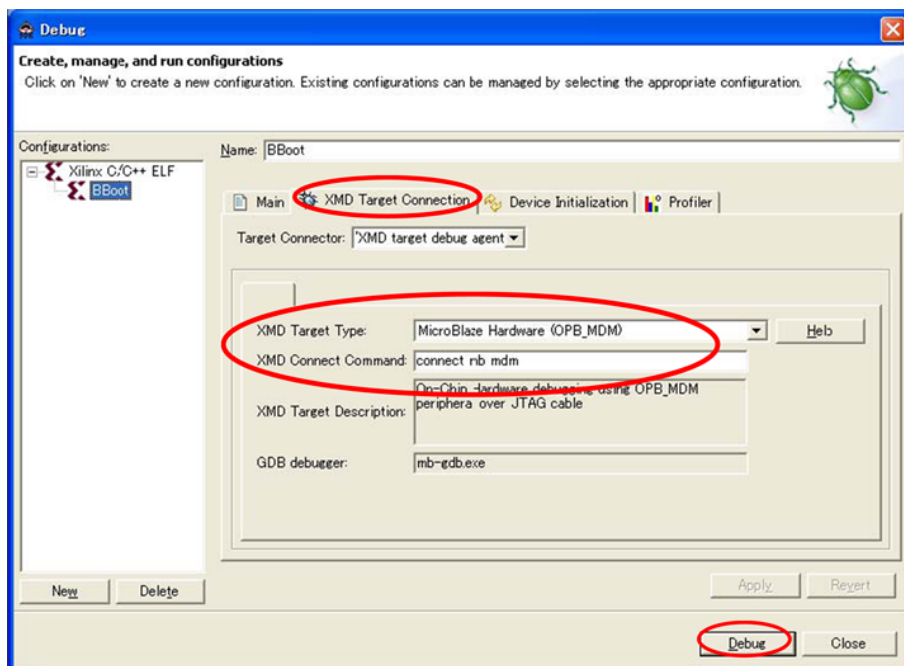 Debug
Create, manage, and run configurations
Click on 'New' to create a new configuration. Existing configurations can be managed by selecting the appropriate configuration.
Configurations:
Xilinx C/C++ ELF
BBoot
Name: BBoot
Main XMD Target Connection Device Initialization Profiler
Target Connector: 'XMD target debug agent
XMD Target Type: MicroBlaze Hardware (OPB_MDM) Heb
XMD Connect Command: connect nb mdm
On-Chip Hardware debugging using OPB_MDM
XMD Target Description: periphera over JTAG cable
GDB debugger: mb-gdb.exe
New Delete
Apply Revert
Debug Close